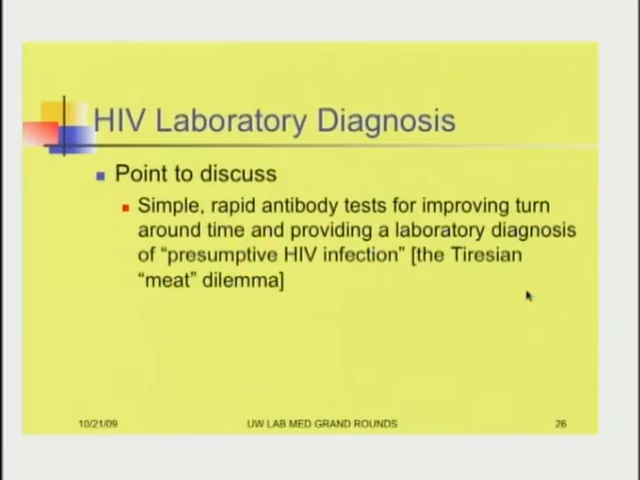 HIV Laboratory Diagnosis
Point to discuss
Simple, rapid antibody tests for improving turn
around time and providing a laboratory diagnosis
of “presumptive HIV infection” [the Tiresian
“meat” dilemma]
10/21/09 UW LAB MED GRAND ROUNDS 26